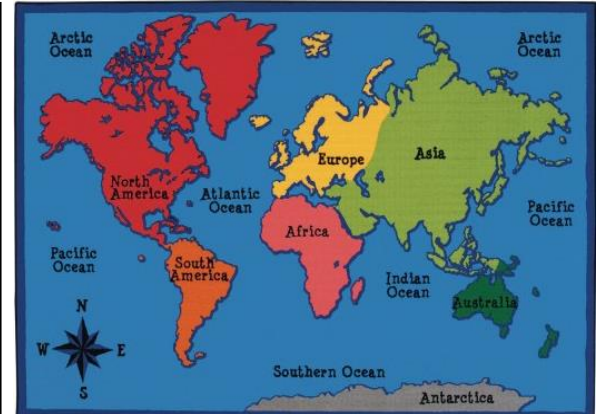 Arctic
Ocean
Arctic
Ocean
Europe
Asia
North
America
Atlantic
Ocean
Pacific
Ocean
Africa
Pacific
Ocean
South
America
Indian
Ocean
Australia
N
W E
S
Southern Ocean
Antarctica